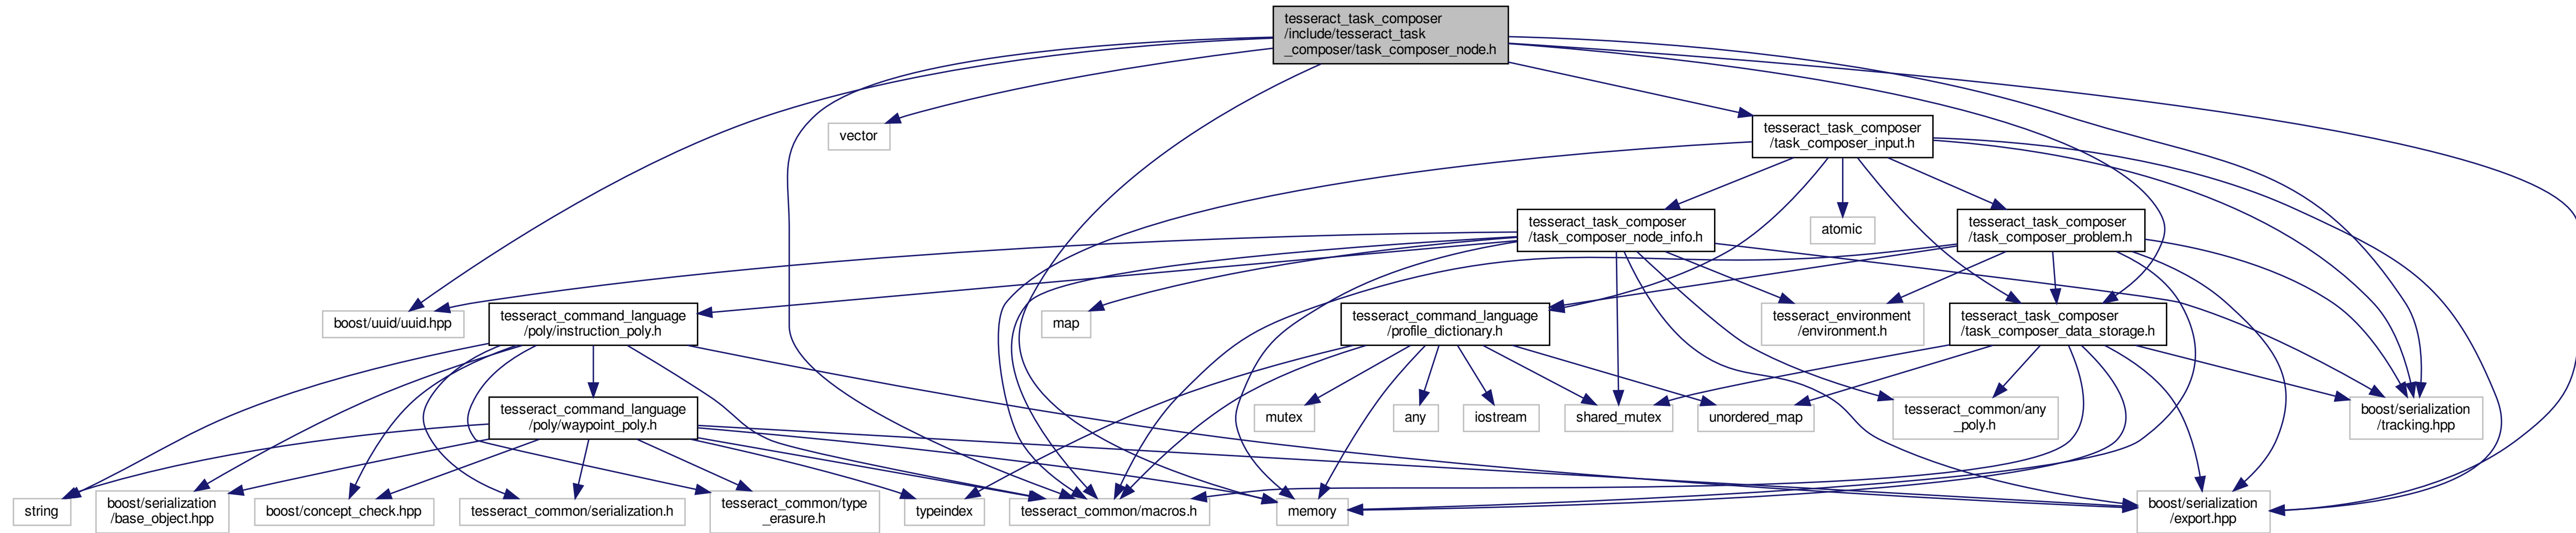 tesseract_task_composer
/include/tesseract_task
_composer/task_composer_node.h
vector
tesseract_task_composer
/task_composer_input.h
tesseract_task_composer
/task_composer_node_info.h
atomic
tesseract_task_composer
/task_composer_problem.h
boost/uuid/uuid.hpp
tesseract_command_language
/poly/instruction_poly.h
map
tesseract_command_language
/profile_dictionary.h
tesseract_environment
/environment.h
tesseract_task_composer
/task_composer_data_storage.h
tesseract_command_language
/poly/waypoint_poly.h
mutex
any
iostream
shared_mutex
unordered_map
tesseract_common/any
_poly.h
boost/serialization
/tracking.hpp
string
boost/serialization
/base_object.hpp
boost/concept_check.hpp
tesseract_common/serialization.h
tesseract_common/type
_erasure.h
typeindex
tesseract_common/macros.h
memory
boost/serialization
/export.hpp